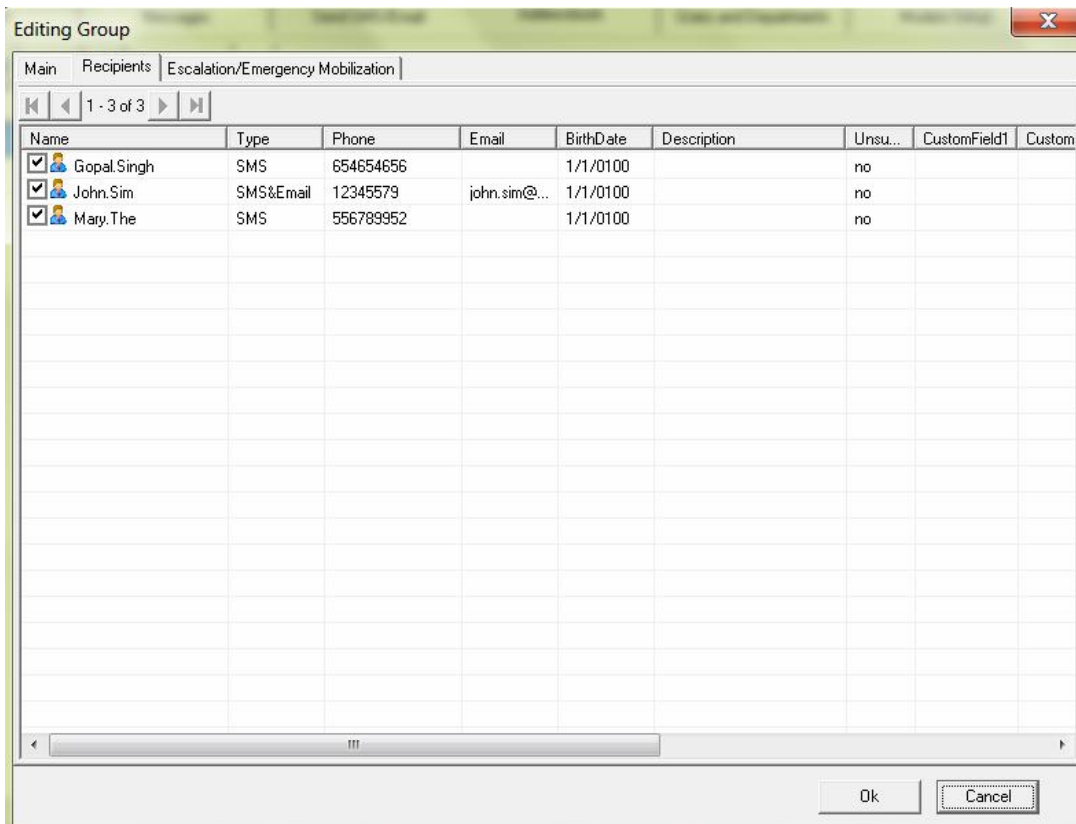 Editing Group
Main Recipients Escalation/Emergency Mobilization
1 - 3 of 3
Name Type Phone Email BirthDate Description Unsu... CustomField1 Custom
Gopal.Singh SMS 654654656 1/1/0100 no
John.Sim SMS&Email 12345579 john.sim@... 1/1/0100 no
Mary.The SMS 556789952 1/1/0100 no
Ok Cancel